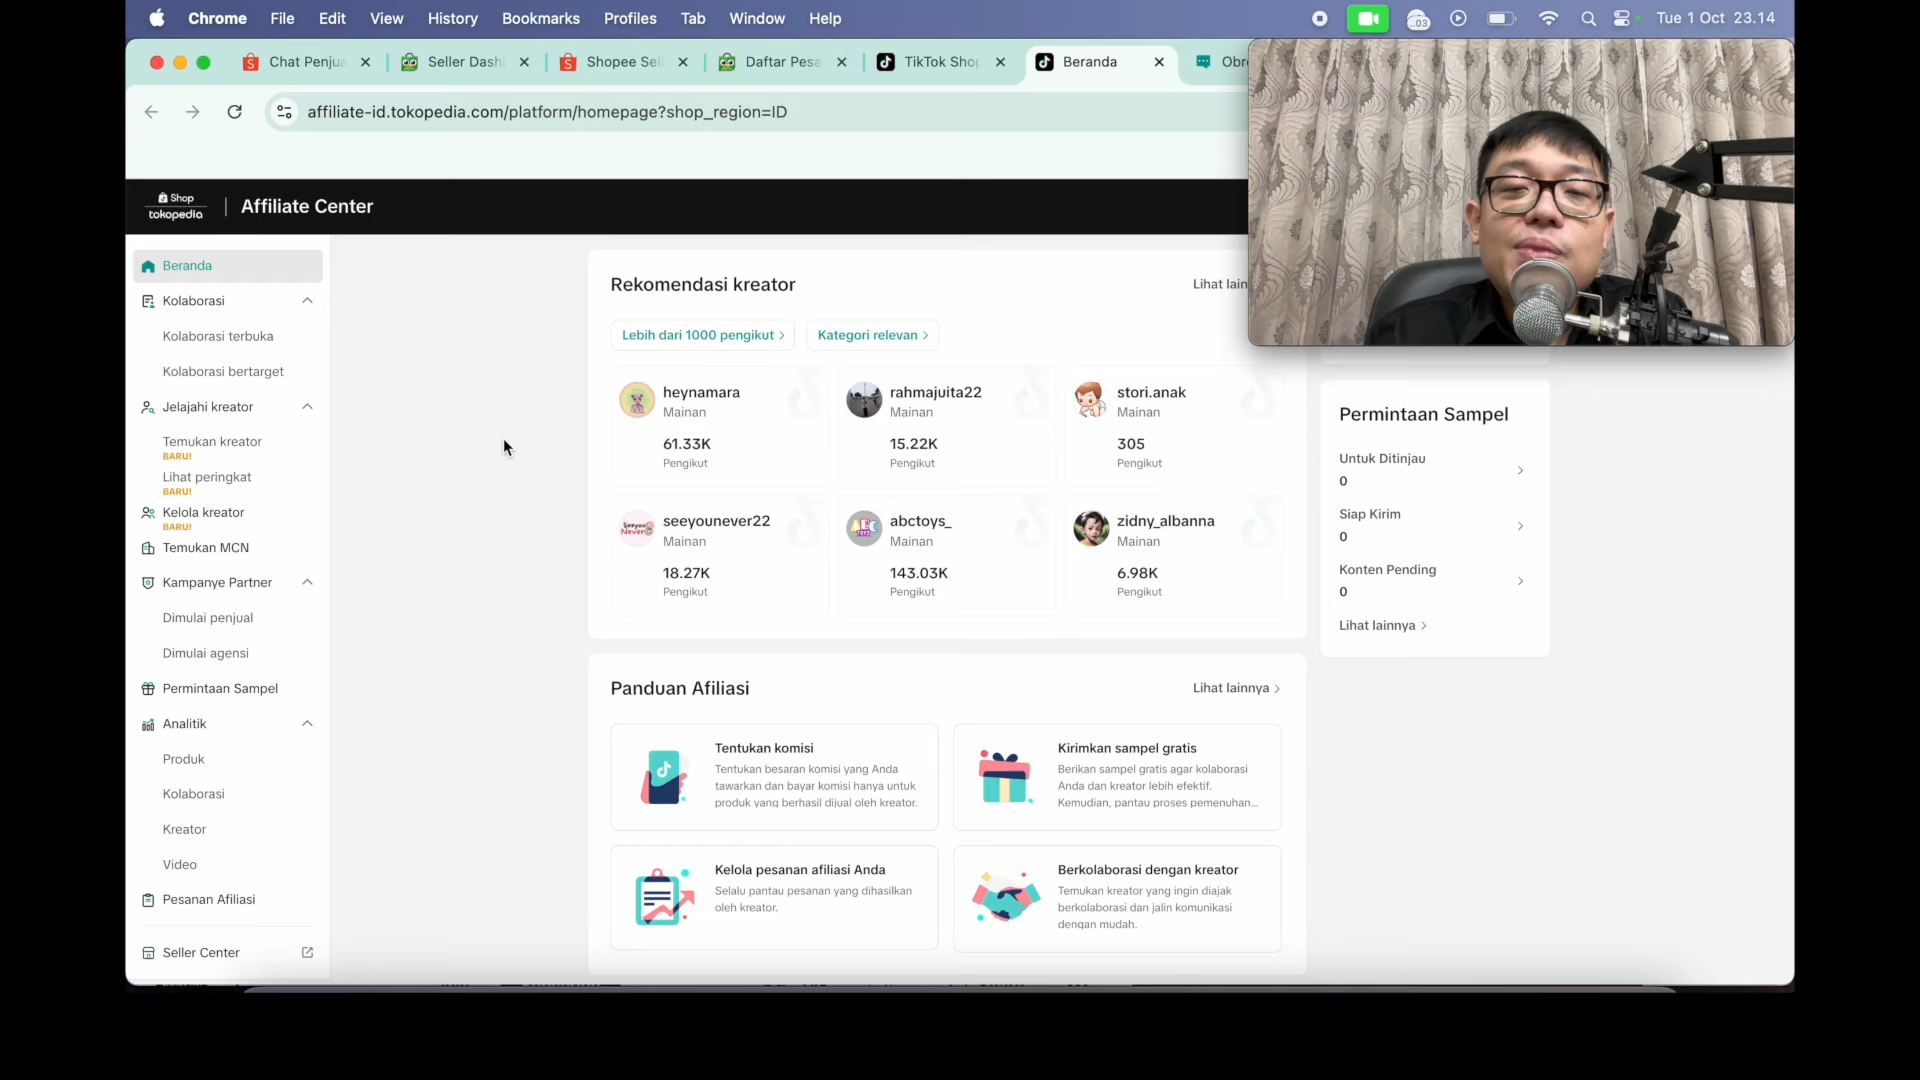 Chrome File Edit View History Bookmarks Profiles Tab Window Help
.03 Tue 1 Oct 23.14
Chat Penjua
Seller Dash
Shopee Sel
Daftar Pesa
TikTok Sho
Beranda
Obr
affiliate-id.tokopedia.com/platform/homepage?shop_region=ID
Shop
tokopedia
Affiliate Center
Beranda
Kolaborasi
Kolaborasi terbuka
Kolaborasi bertarget
Jelajahi kreator
Temukan kreator
BARU!
Lihat peringkat
BARU!
Kelola kreator
BARU!
Temukan MCN
Kampanye Partner
Dimulai penjual
Dimulai agensi
Permintaan Sampel
Analitik
Produk
Kolaborasi
Kreator
Video
Pesanan Afiliasi
Seller Center
Rekomendasi kreator
Lihat lain
Lebih dari 1000 pengikut >
Kategori relevan >
heynamara
Mainan
61.33K
Pengikut
rahmajuita22
Mainan
15.22K
Pengikut
stori.anak
Mainan
305
Pengikut
seeyounever22
Mainan
18.27K
Pengikut
abctoys_
Mainan
143.03K
Pengikut
zidny_albanna
Mainan
6.98K
Pengikut
Panduan Afiliasi
Lihat lainnya >
Tentukan komisi
Tentukan besaran komisi yang Anda
tawarkan dan bayar komisi hanya untuk
produk yang berhasil dijual oleh kreator.
Kirimkan sampel gratis
Berikan sampel gratis agar kolaborasi
Anda dan kreator lebih efektif.
Kemudian, pantau proses pemenuhan...
Kelola pesanan afiliasi Anda
Selalu pantau pesanan yang dihasilkan
oleh kreator.
Berkolaborasi dengan kreator
Temukan kreator yang ingin diajak
berkolaborasi dan jalin komunikasi
dengan mudah.
Permintaan Sampel
Untuk Ditinjau
0
Siap Kirim
0
Konten Pending
0
Lihat lainnya >